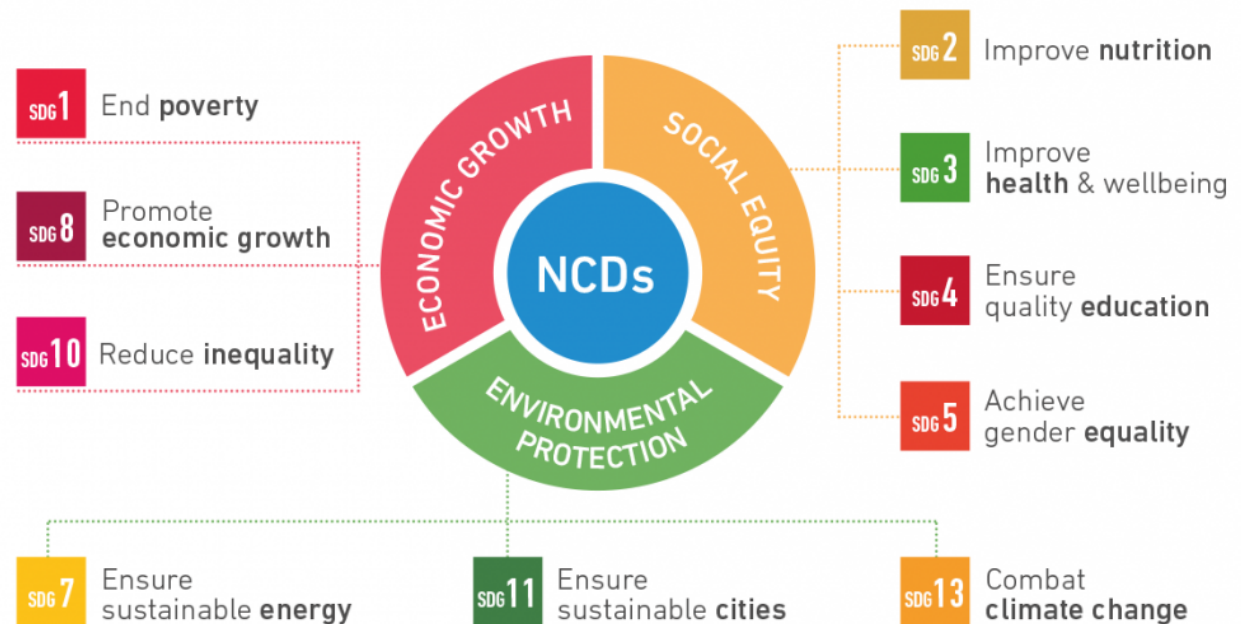 SDG 1 End poverty
SDG 8 Promote
economic growth
SDG 10 Reduce inequality
ECONOMIC GROWTH
SOCIAL EQUITY
NCDs
ENVIRONMENTAL
PROTECTION
SDG 2 Improve nutrition
SDG 3 Improve
health & wellbeing
SDG 4 Ensure
quality education
SDG 5 Achieve
gender equality
SDG 7 Ensure
sustainable energy
SDG 11 Ensure
sustainable cities
SDG 13 Combat
climate change